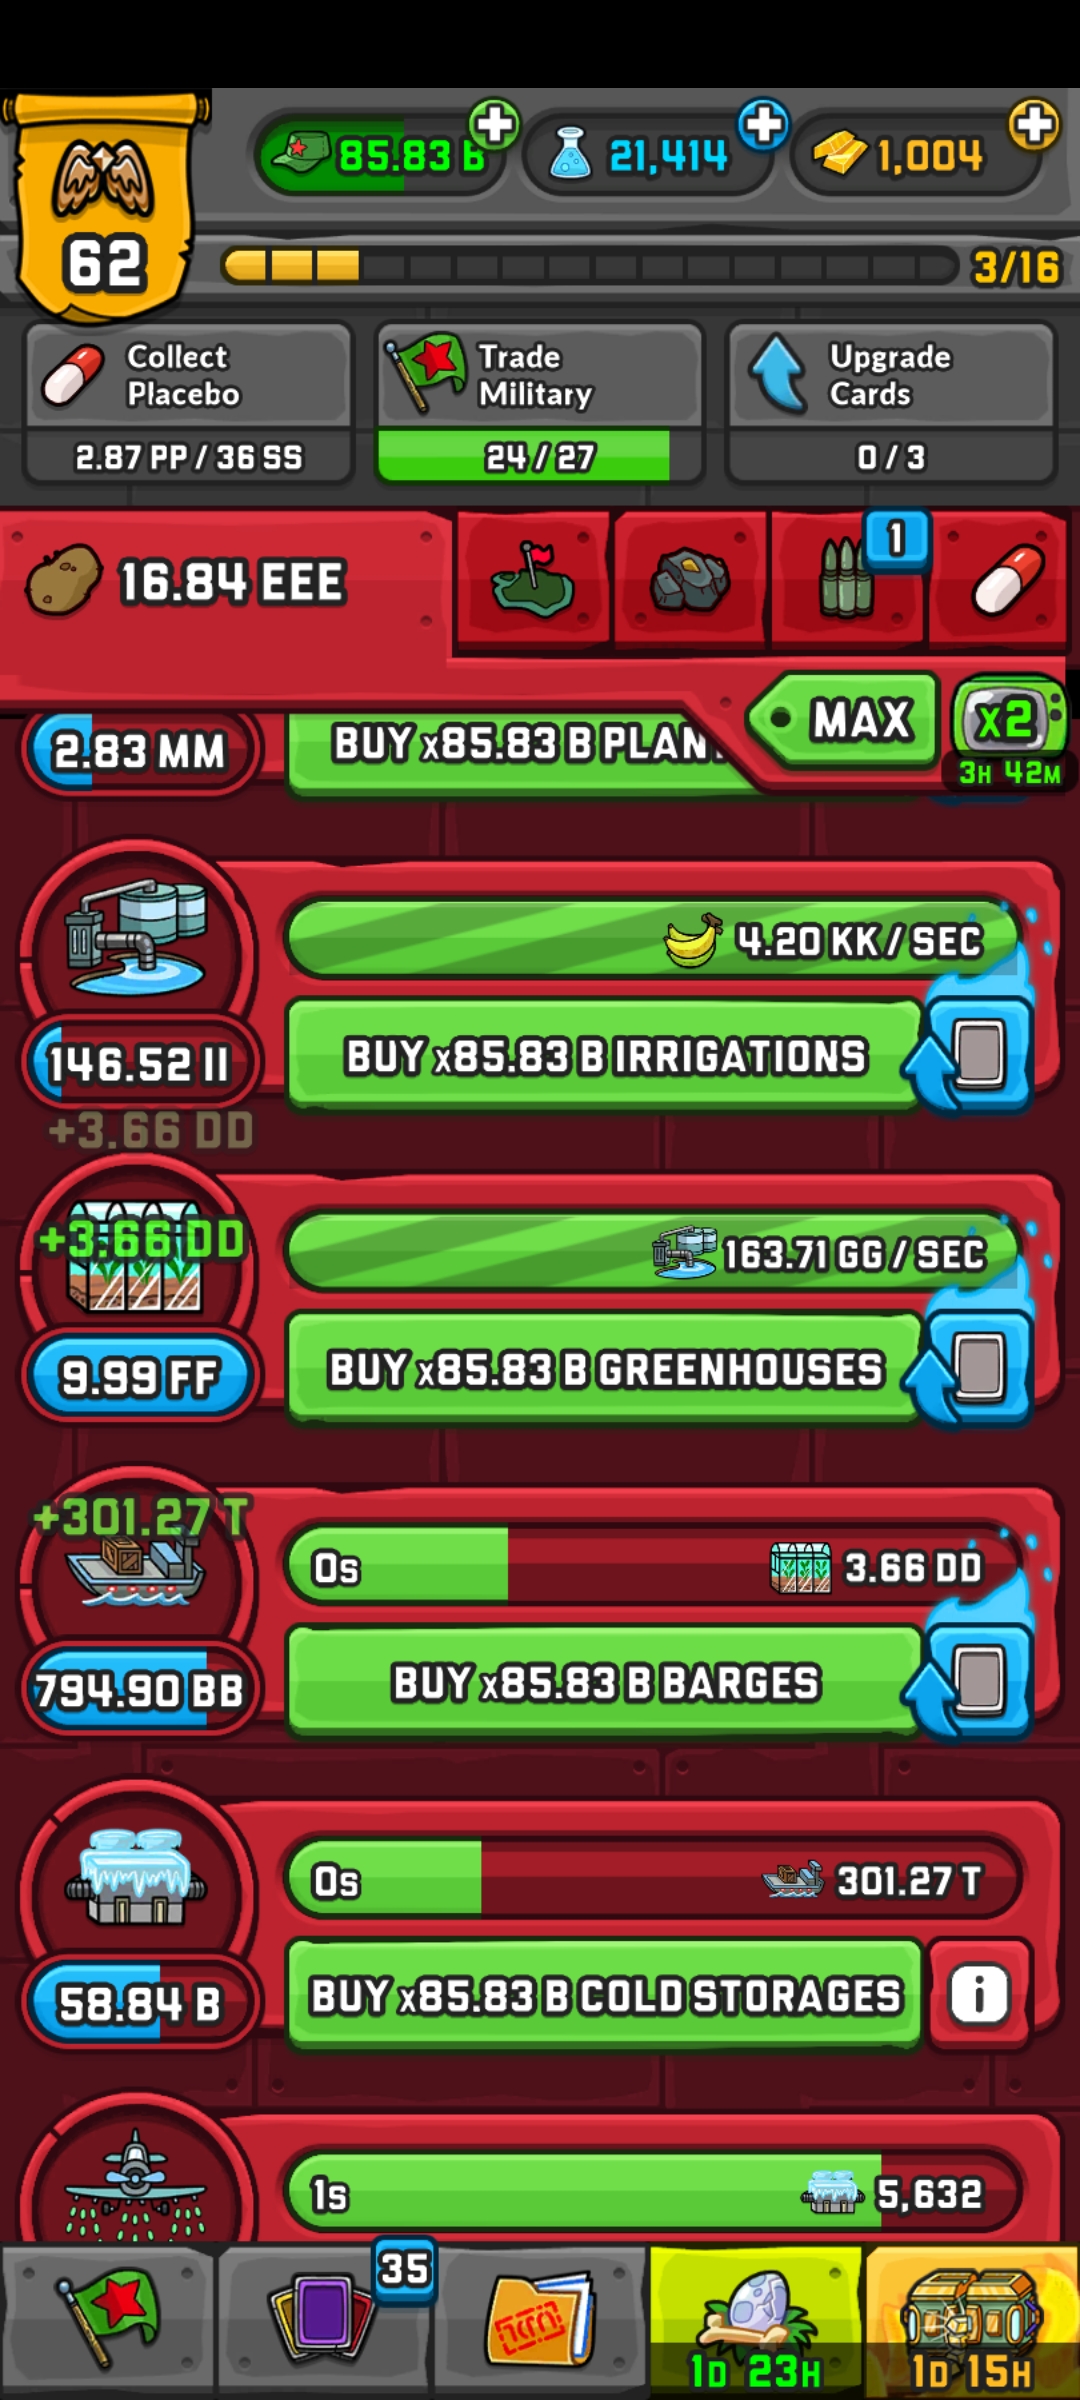 85.83 B
21,414
1,004
62
3/16
Collect
Placebo
2.87 PP / 36 SS
Trade
Military
24 / 27
Upgrade
Cards
0 / 3
16.84 EEE
1
MAX
x2
3H 42M
2.83 MM
BUY x85.83 B PLAN
4.20 KK / SEC
146.52 II
BUY x85.83 B IRRIGATIONS
+3.66 DD
+3.66 DD
163.71 GG / SEC
9.99 FF
BUY x85.83 B GREENHOUSES
+301.27 T
0s
3.66 DD
794.90 BB
BUY x85.83 B BARGES
0s
301.27 T
58.84 B
BUY x85.83 B COLD STORAGES
i
1s
5,632
35
1D 23H
1D 15H